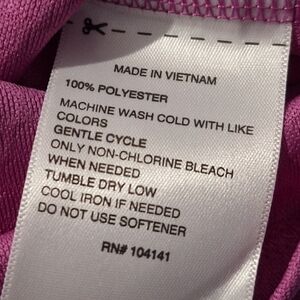 MADE IN VIETNAM
100% POLYESTER
MACHINE WASH COLD WITH LIKE
COLORS
GENTLE CYCLE
ONLY NON-CHLORINE BLEACH
WHEN NEEDED
TUMBLE DRY LOW
COOL IRON IF NEEDED
DO NOT USE SOFTENER
RN# 104141